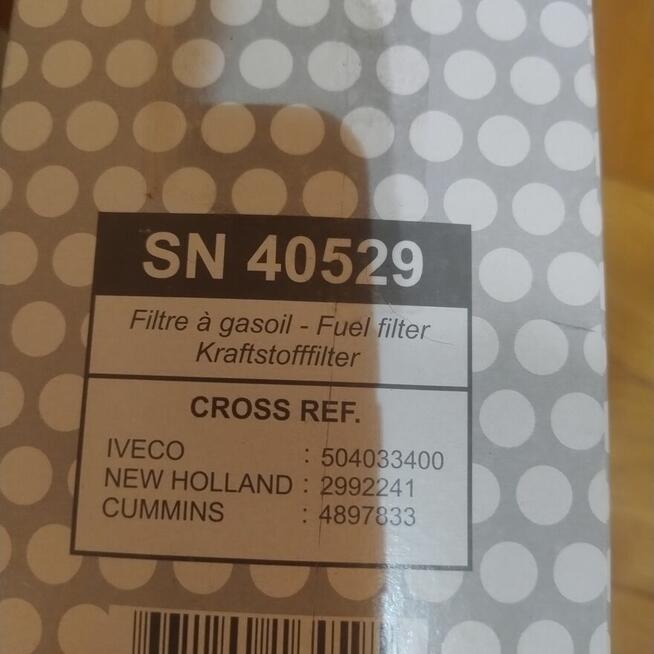 SN 40529
Filtre à gasoil - Fuel filter
Kraftstofffilter
CROSS REF.
IVECO : 504033400
NEW HOLLAND : 2992241
CUMMINS : 4897833